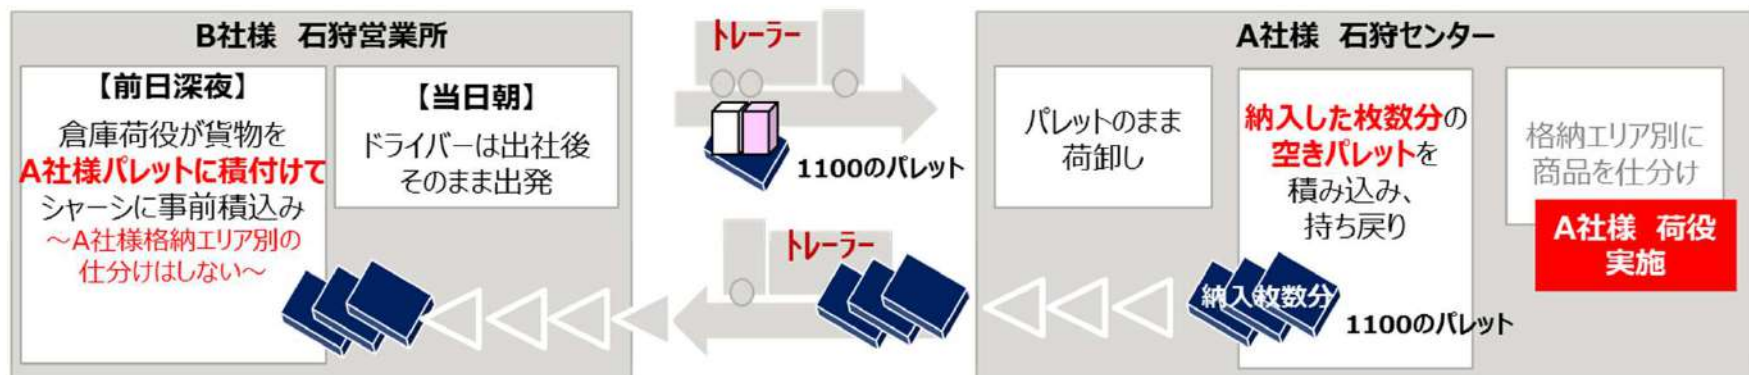 B社様 石狩営業所
【前日深夜】
倉庫荷役が貨物を
A社様パレットに積付けて
シャーシに事前積込み
～A社様格納エリア別の
仕分けはしない～
【当日朝】
ドライバーは出社後
そのまま出発
トレーラー
1100のパレット
トレーラー
A社様 石狩センター
パレットのまま
荷卸し
納入した枚数分の
空きパレットを
積み込み、
持ち戻り
納入枚数分
1100のパレット
格納エリア別に
商品を仕分け
A社様 荷役
実施